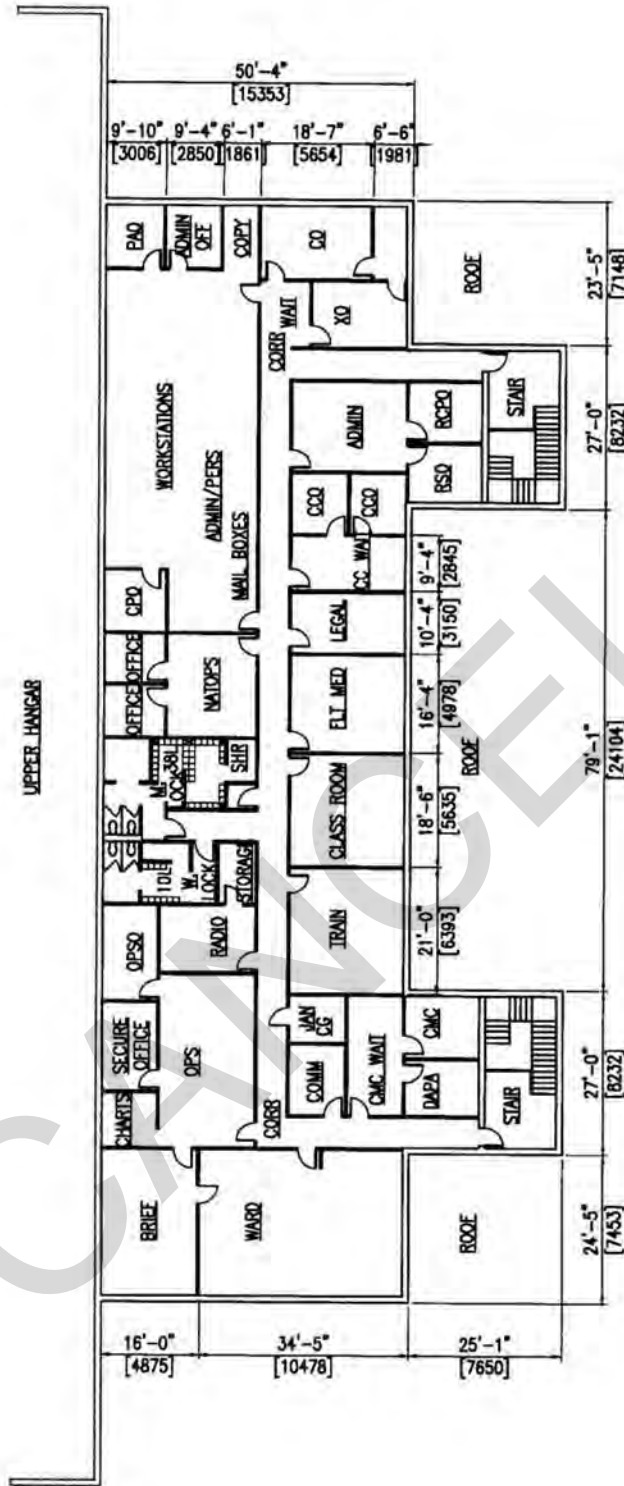 UPPER HANGAR
50'-4"
[15353]
9'-10"
[3006]
9'-4"
[2850]
6'-1"
[1861]
18'-7"
[5654]
6'-6"
[1981]
PAO
ADMIN
OFF
COPY
CO
WAIT
XO
CORR
ROOF
23'-5"
[7148]
WORKSTATIONS
ADMIN/PERS
MAIL BOXES
ADMIN
RCPO
RSO
STAIR
27'-0"
[8232]
CCO
CCO
CC WAIT
9'-4"
[2845]
CPO
OFFICE
OFFICE
NATOPS
LEGAL
10'-4"
[3150]
FLT MED
16'-4"
[4978]
ROOF
79'-1"
[24104]
M.
LOCK
38L
SHR
CLASS ROOM
18'-6"
[5635]
10L
W.
LOCK
STORAGE
RADIO
TRAIN
21'-0"
[6393]
OPSO
SECURE
OFFICE
OPS
CHARTS
JAN
CG
COMM
CMC WAIT
CMC
DAPA
STAIR
27'-0"
[8232]
CORR
BRIEF
WARD
ROOF
24'-5"
[7453]
16'-0"
[4875]
34'-5"
[10478]
25'-1"
[7650]